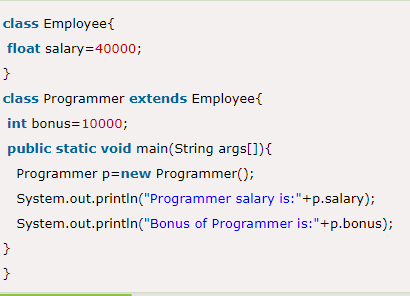 class Employee{
 float salary=40000;
}
class Programmer extends Employee{
 int bonus=10000;
 public static void main(String args[]){
   Programmer p=new Programmer();
   System.out.println("Programmer salary is:"+p.salary);
   System.out.println("Bonus of Programmer is:"+p.bonus);
}
}